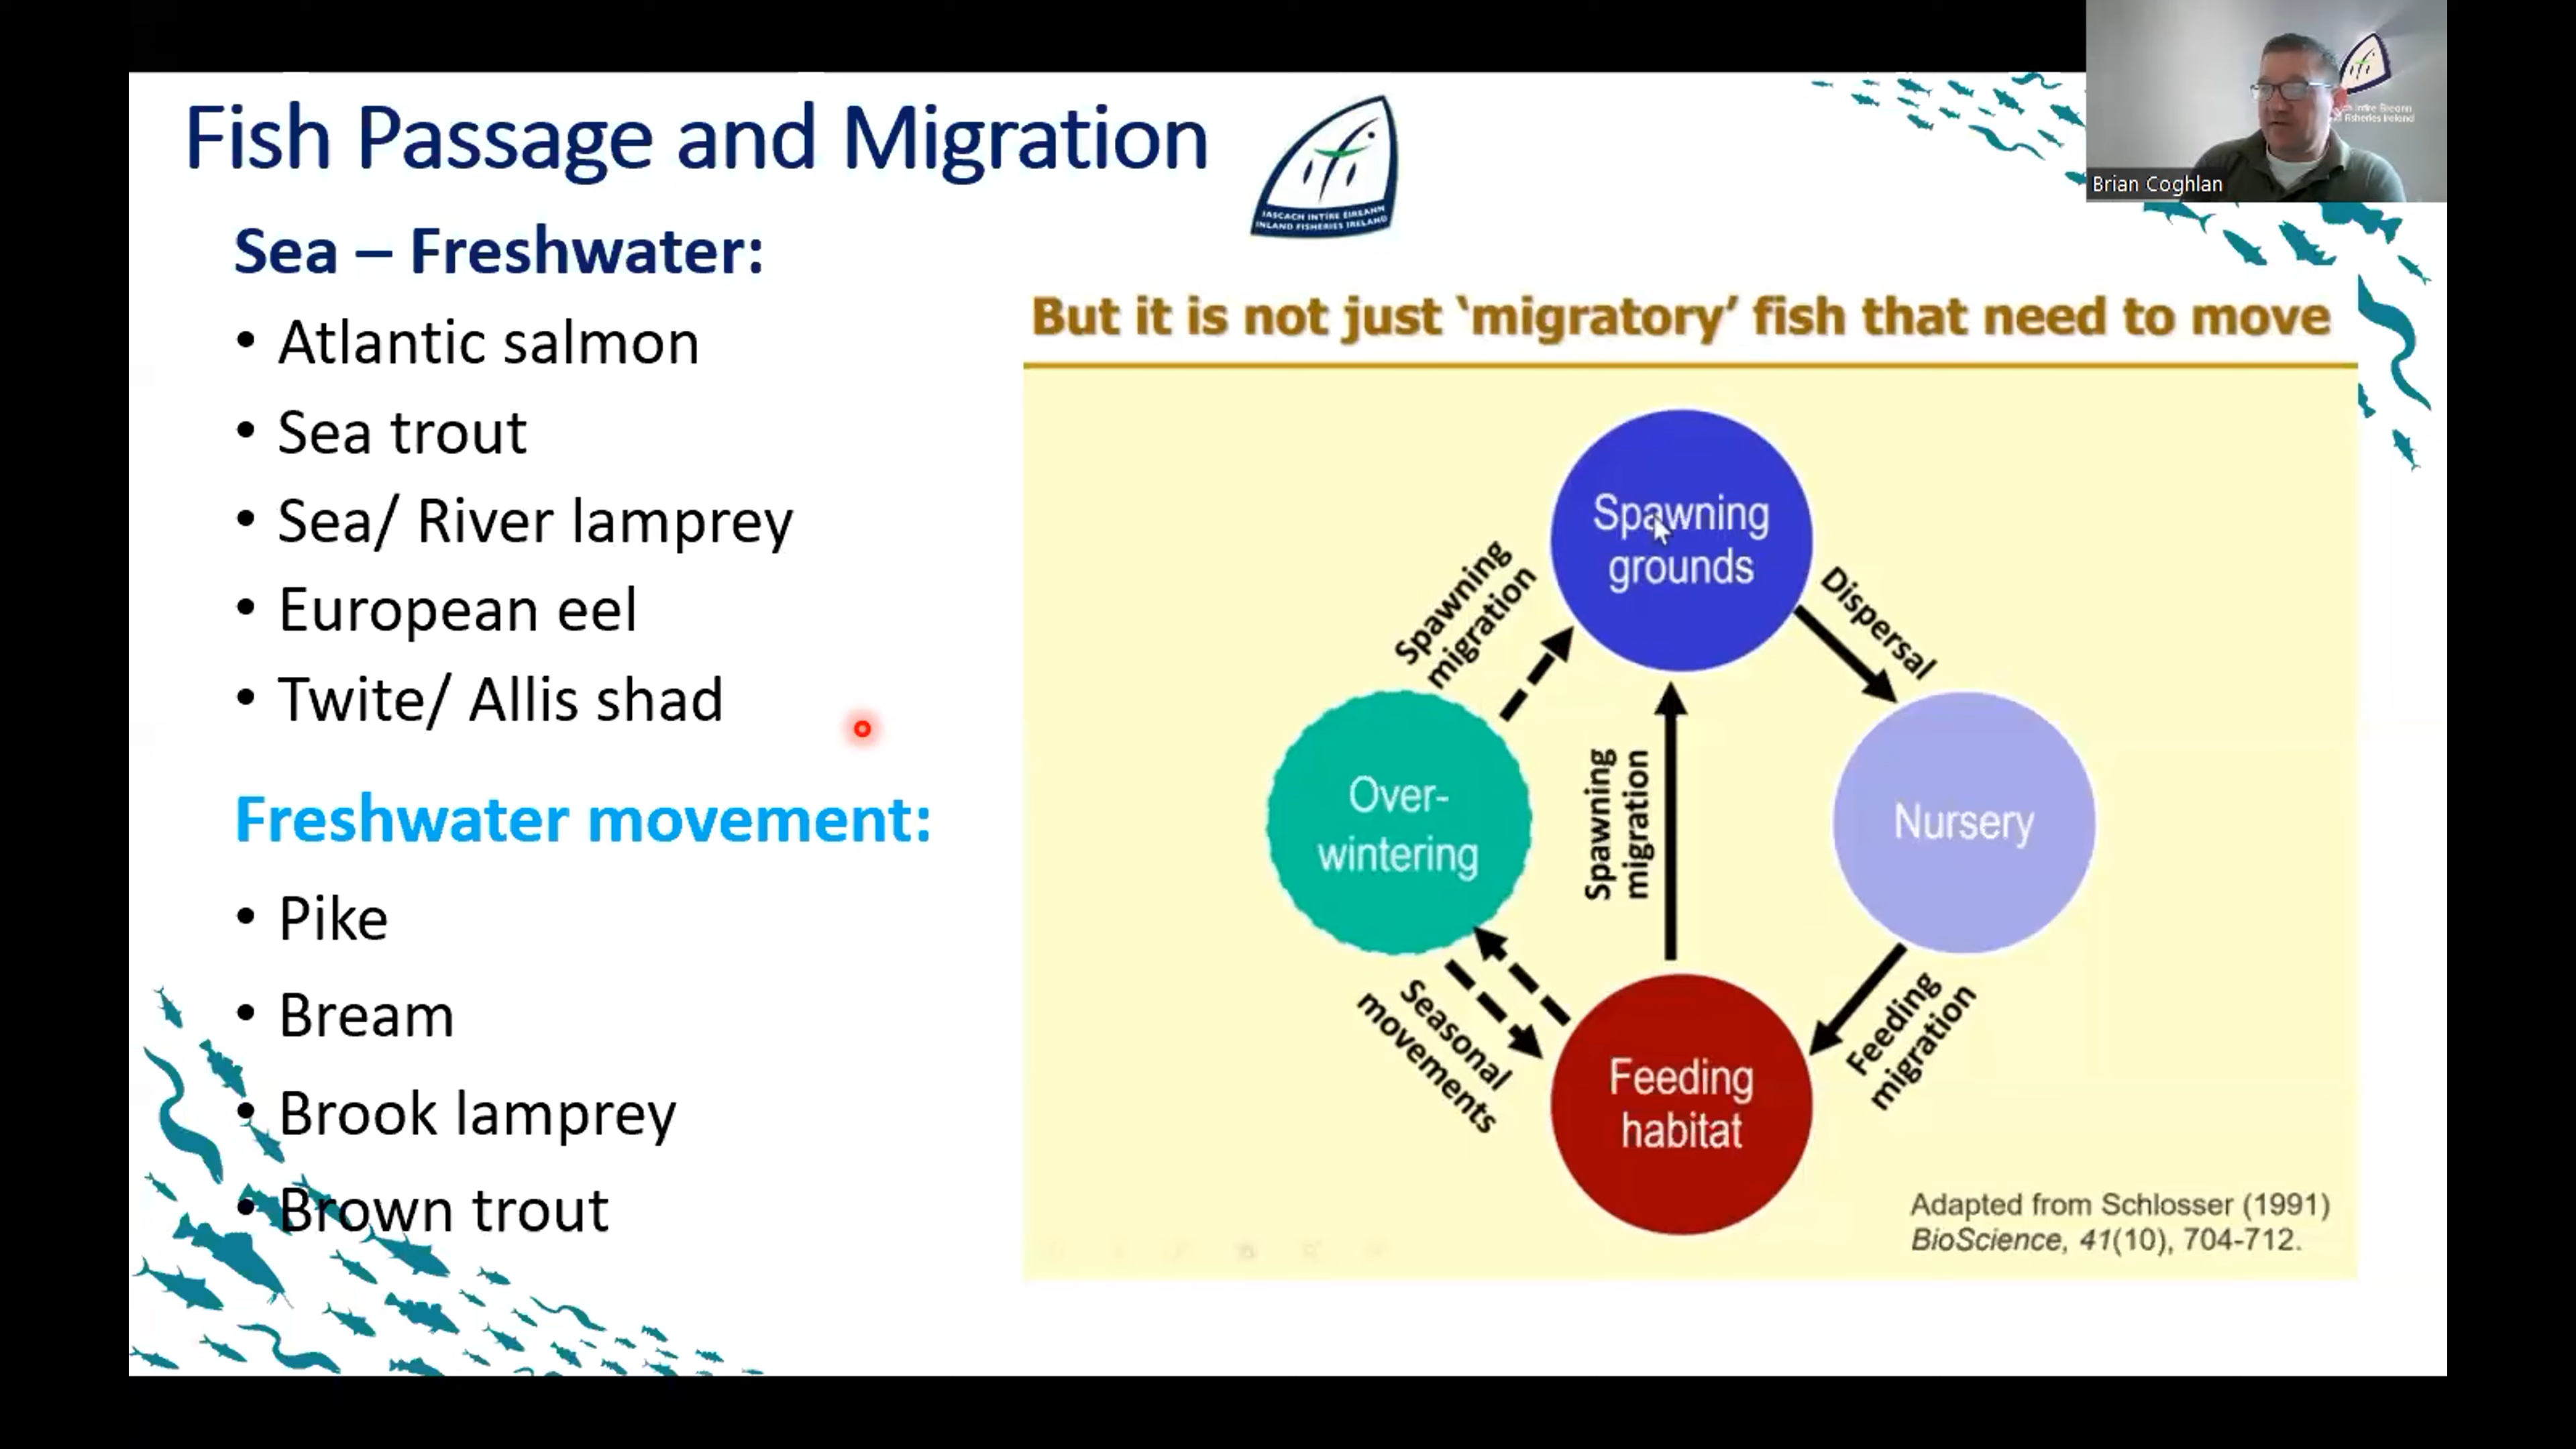 Fish Passage and Migration
IASCACH INTÍRE ÉIREANN
INLAND FISHERIES IRELAND
Brian Coghlan
Sea – Freshwater:
• Atlantic salmon
• Sea trout
• Sea/ River lamprey
• European eel
• Twite/ Allis shad
Freshwater movement:
• Pike
• Bream
• Brook lamprey
• Brown trout
But it is not just ‘migratory’ fish that need to move
Spawning
grounds
Spawning
migration
Dispersal
Over-
wintering
Spawning
migration
Nursery
Seasonal
movements
Feeding
habitat
Feeding
migration
Adapted from Schlosser (1991)
BioScience, 41(10), 704-712.